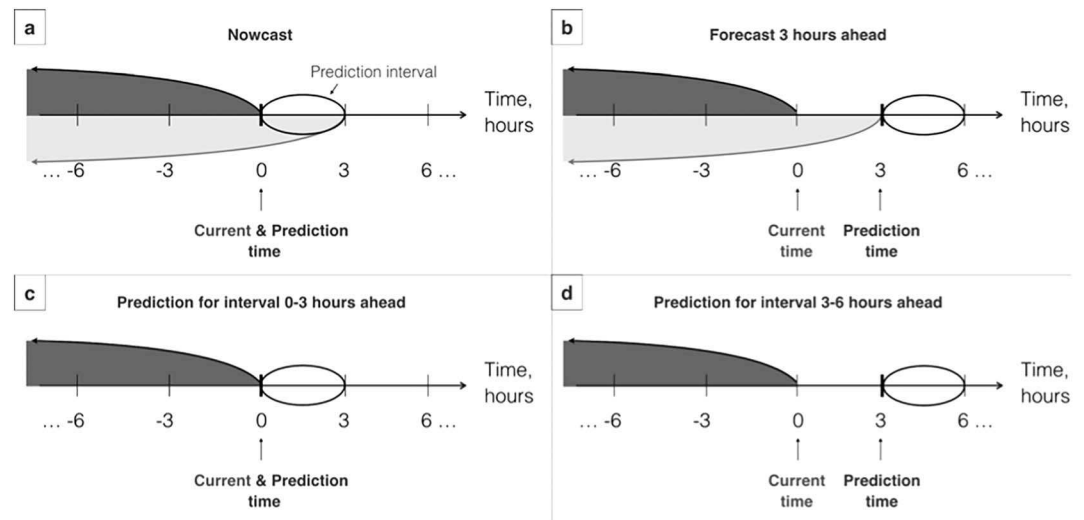 a
Nowcast
Prediction interval
Time,
hours
... -6 -3 0 3 6 ...
Current & Prediction
time
b
Forecast 3 hours ahead
Time,
hours
... -6 -3 0 3 6 ...
Current Prediction
time time
c
Prediction for interval 0-3 hours ahead
Time,
hours
... -6 -3 0 3 6 ...
Current & Prediction
time
d
Prediction for interval 3-6 hours ahead
Time,
hours
... -6 -3 0 3 6 ...
Current Prediction
time time